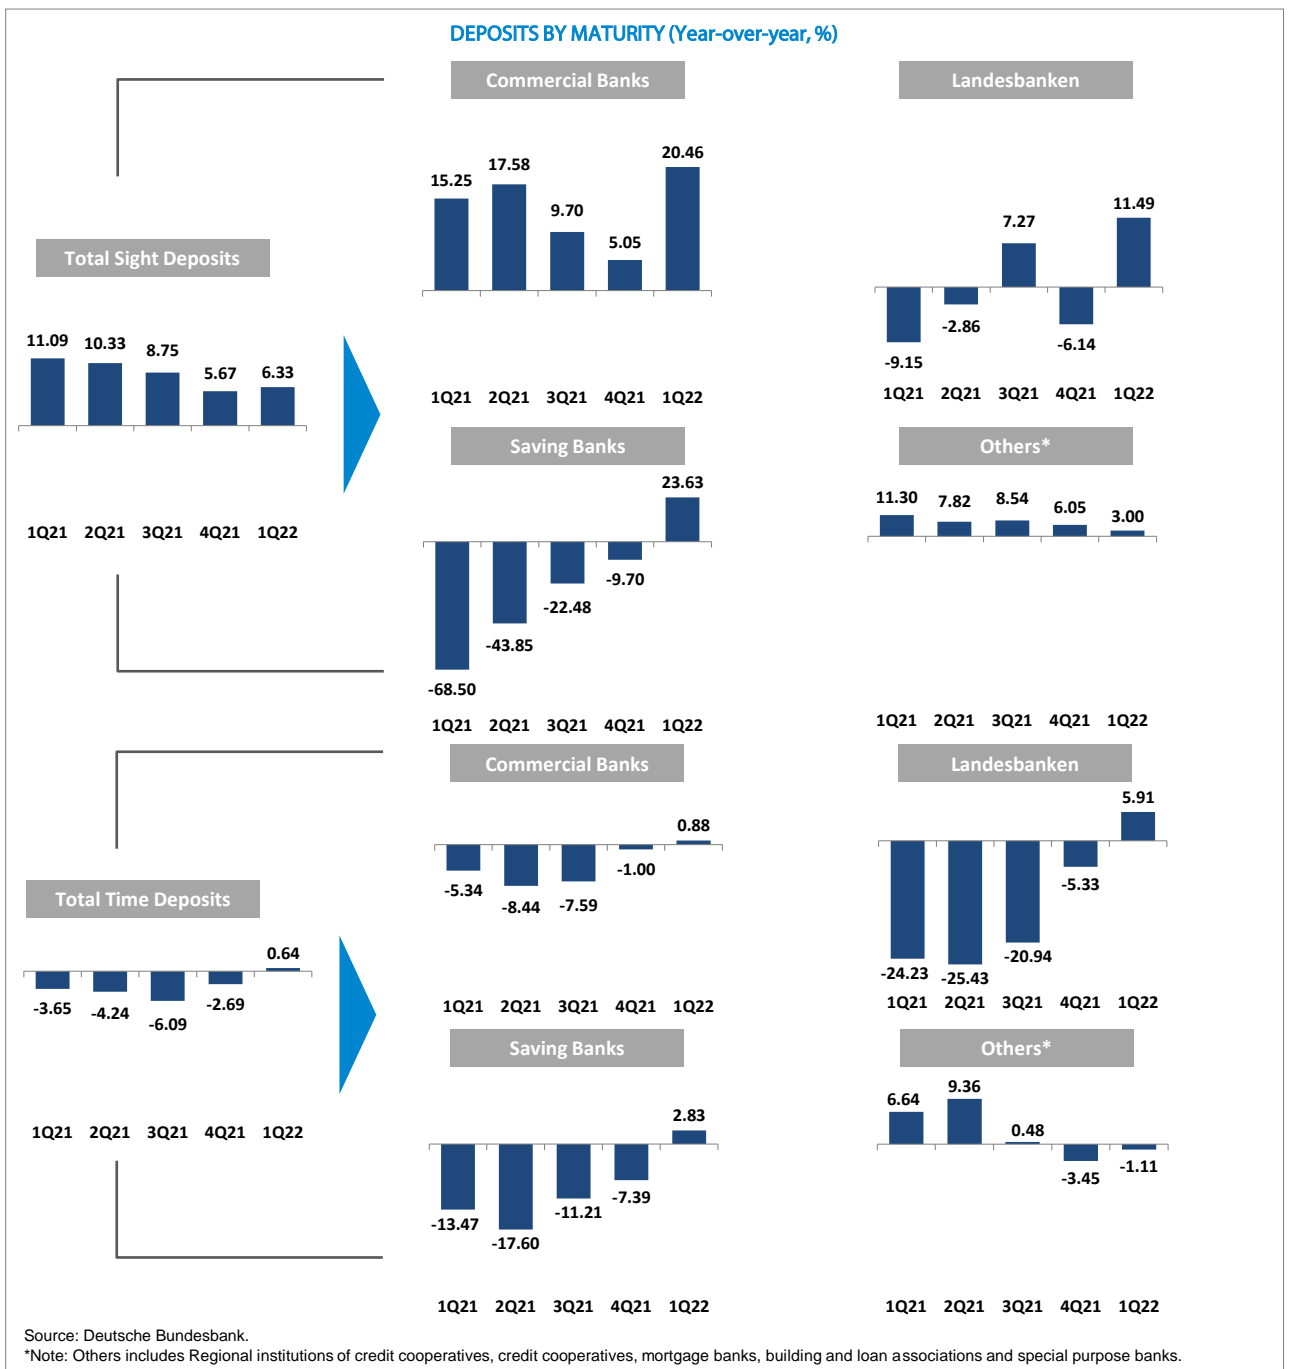 DEPOSITS BY MATURITY (Year-over-year, %)
Commercial Banks
15.25 17.58 9.70 5.05 20.46
1Q21 2Q21 3Q21 4Q21 1Q22
Landesbanken
-9.15 -2.86 7.27 -6.14 11.49
1Q21 2Q21 3Q21 4Q21 1Q22
Total Sight Deposits
11.09 10.33 8.75 5.67 6.33
1Q21 2Q21 3Q21 4Q21 1Q22
Saving Banks
-68.50 -43.85 -22.48 -9.70 23.63
1Q21 2Q21 3Q21 4Q21 1Q22
Others*
11.30 7.82 8.54 6.05 3.00
1Q21 2Q21 3Q21 4Q21 1Q22
Commercial Banks
-5.34 -8.44 -7.59 -1.00 0.88
1Q21 2Q21 3Q21 4Q21 1Q22
Landesbanken
-24.23 -25.43 -20.94 -5.33 5.91
1Q21 2Q21 3Q21 4Q21 1Q22
Total Time Deposits
-3.65 -4.24 -6.09 -2.69 0.64
1Q21 2Q21 3Q21 4Q21 1Q22
Saving Banks
-13.47 -17.60 -11.21 -7.39 2.83
1Q21 2Q21 3Q21 4Q21 1Q22
Others*
6.64 9.36 0.48 -3.45 -1.11
1Q21 2Q21 3Q21 4Q21 1Q22
Source: Deutsche Bundesbank.
*Note: Others includes Regional institutions of credit cooperatives, credit cooperatives, mortgage banks, building and loan associations and special purpose banks.